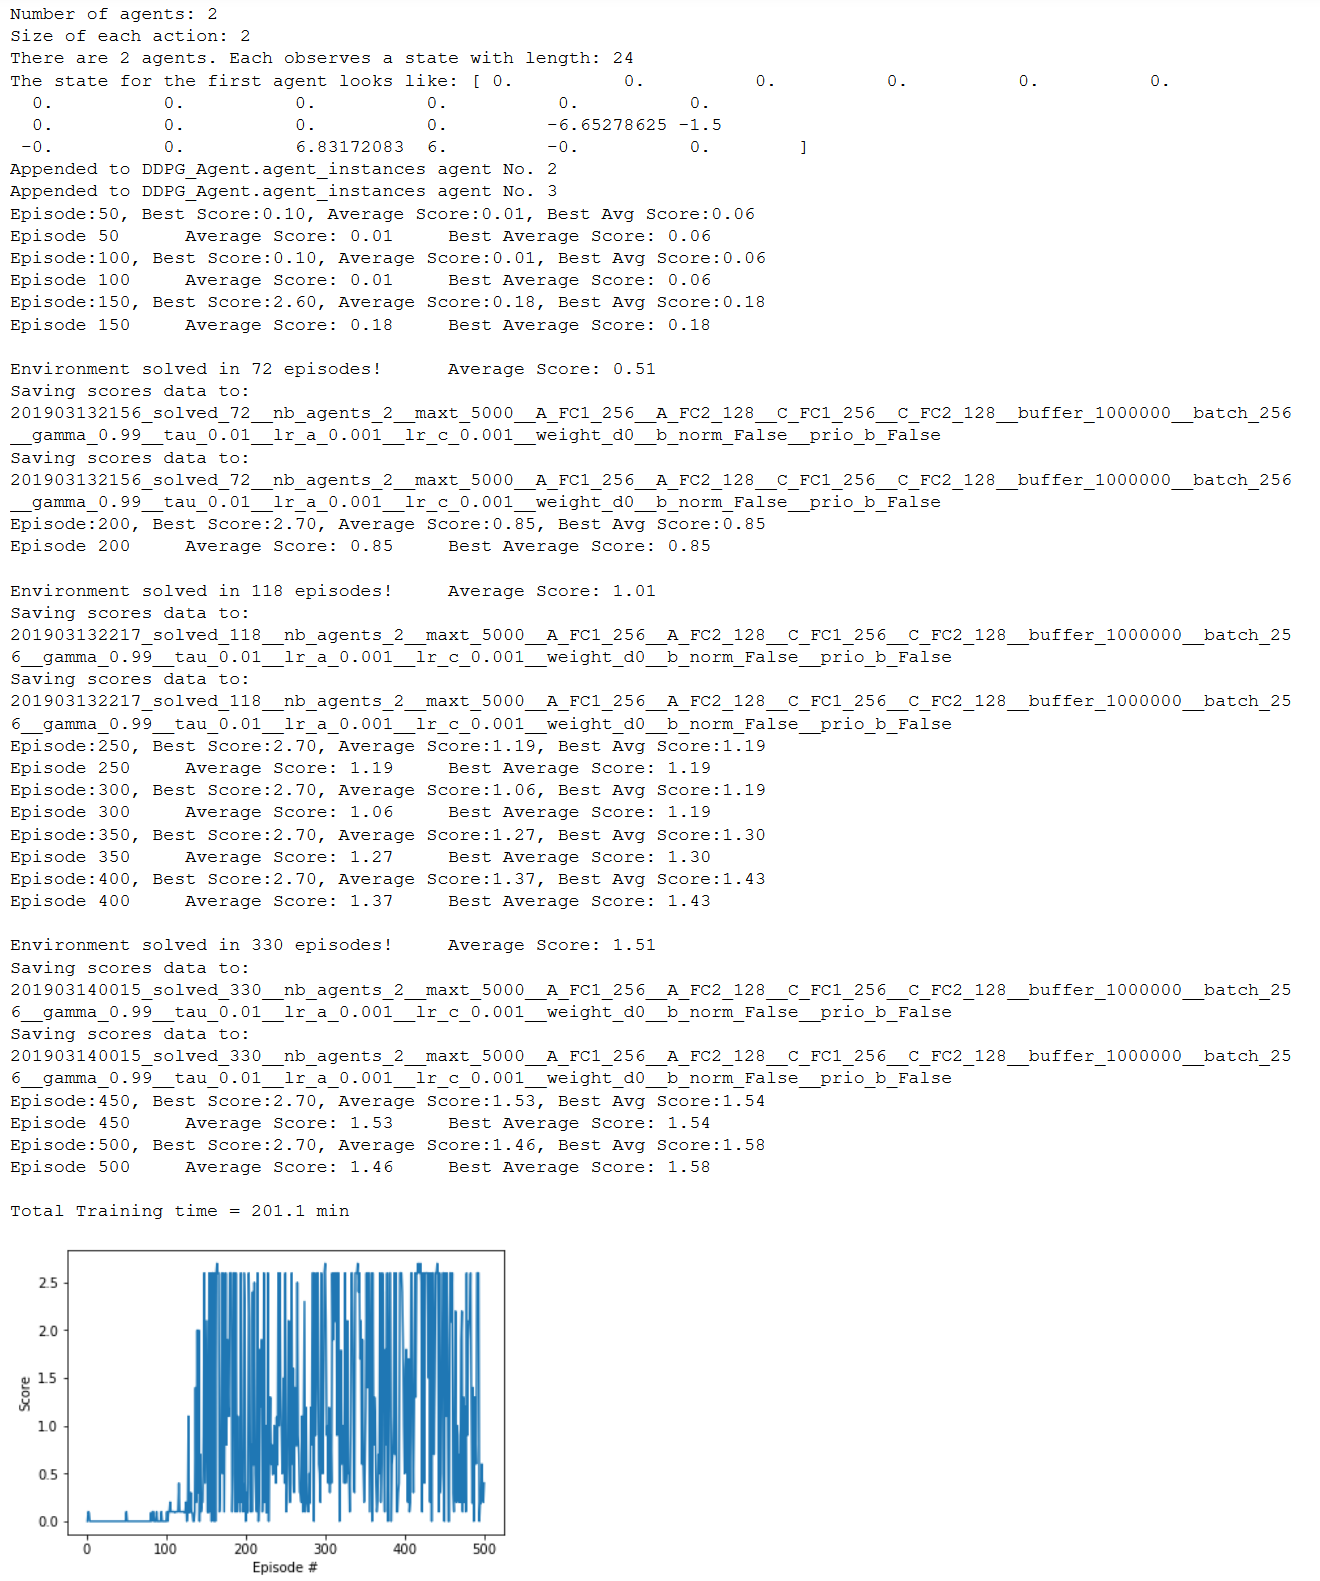 Number of agents: 2
Size of each action: 2
There are 2 agents. Each observes a state with length: 24
The state for the first agent looks like: [ 0.          0.          0.          0.          0.          0.
  0.          0.          0.          0.          0.          0.
  0.          0.          0.          0.         -6.65278625 -1.5
 -0.          0.          6.83172083  6.         -0.          0.        ]
Appended to DDPG_Agent.agent_instances agent No. 2
Appended to DDPG_Agent.agent_instances agent No. 3
Episode:50, Best Score:0.10, Average Score:0.01, Best Avg Score:0.06
Episode 50      Average Score: 0.01     Best Average Score: 0.06
Episode:100, Best Score:0.10, Average Score:0.01, Best Avg Score:0.06
Episode 100     Average Score: 0.01     Best Average Score: 0.06
Episode:150, Best Score:2.60, Average Score:0.18, Best Avg Score:0.18
Episode 150     Average Score: 0.18     Best Average Score: 0.18
Environment solved in 72 episodes!      Average Score: 0.51
Saving scores data to:
201903132156_solved_72__nb_agents_2__maxt_5000__A_FC1_256__A_FC2_128__C_FC1_256__C_FC2_128__buffer_1000000__batch_256
__gamma_0.99__tau_0.01__lr_a_0.001__lr_c_0.001__weight_d0__b_norm_False__prio_b_False
Saving scores data to:
201903132156_solved_72__nb_agents_2__maxt_5000__A_FC1_256__A_FC2_128__C_FC1_256__C_FC2_128__buffer_1000000__batch_256
__gamma_0.99__tau_0.01__lr_a_0.001__lr_c_0.001__weight_d0__b_norm_False__prio_b_False
Episode:200, Best Score:2.70, Average Score:0.85, Best Avg Score:0.85
Episode 200     Average Score: 0.85     Best Average Score: 0.85
Environment solved in 118 episodes!     Average Score: 1.01
Saving scores data to:
201903132217_solved_118__nb_agents_2__maxt_5000__A_FC1_256__A_FC2_128__C_FC1_256__C_FC2_128__buffer_1000000__batch_25
6__gamma_0.99__tau_0.01__lr_a_0.001__lr_c_0.001__weight_d0__b_norm_False__prio_b_False
Saving scores data to:
201903132217_solved_118__nb_agents_2__maxt_5000__A_FC1_256__A_FC2_128__C_FC1_256__C_FC2_128__buffer_1000000__batch_25
6__gamma_0.99__tau_0.01__lr_a_0.001__lr_c_0.001__weight_d0__b_norm_False__prio_b_False
Episode:250, Best Score:2.70, Average Score:1.19, Best Avg Score:1.19
Episode 250     Average Score: 1.19     Best Average Score: 1.19
Episode:300, Best Score:2.70, Average Score:1.06, Best Avg Score:1.19
Episode 300     Average Score: 1.06     Best Average Score: 1.19
Episode:350, Best Score:2.70, Average Score:1.27, Best Avg Score:1.30
Episode 350     Average Score: 1.27     Best Average Score: 1.30
Episode:400, Best Score:2.70, Average Score:1.37, Best Avg Score:1.43
Episode 400     Average Score: 1.37     Best Average Score: 1.43
Environment solved in 330 episodes!     Average Score: 1.51
Saving scores data to:
201903140015_solved_330__nb_agents_2__maxt_5000__A_FC1_256__A_FC2_128__C_FC1_256__C_FC2_128__buffer_1000000__batch_25
6__gamma_0.99__tau_0.01__lr_a_0.001__lr_c_0.001__weight_d0__b_norm_False__prio_b_False
Saving scores data to:
201903140015_solved_330__nb_agents_2__maxt_5000__A_FC1_256__A_FC2_128__C_FC1_256__C_FC2_128__buffer_1000000__batch_25
6__gamma_0.99__tau_0.01__lr_a_0.001__lr_c_0.001__weight_d0__b_norm_False__prio_b_False
Episode:450, Best Score:2.70, Average Score:1.53, Best Avg Score:1.54
Episode 450     Average Score: 1.53     Best Average Score: 1.54
Episode:500, Best Score:2.70, Average Score:1.46, Best Avg Score:1.58
Episode 500     Average Score: 1.46     Best Average Score: 1.58
Total Training time = 201.1 min
2.5
2.0
1.5
1.0
0.5
0.0
Score
0 100 200 300 400 500
Episode #